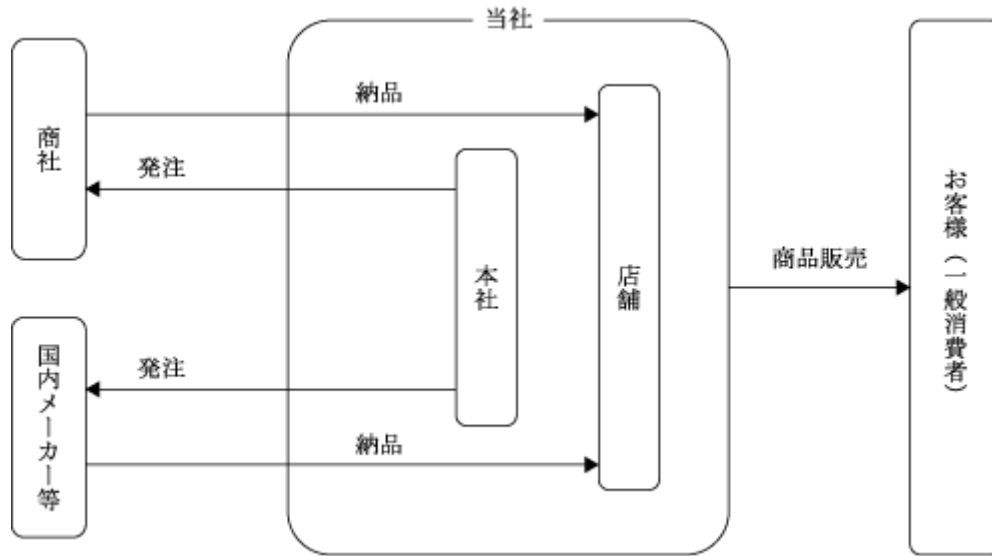 当社
商社
納品
発注
本社
店舗
商品販売
お客様(一般消費者)
国内メーカー等
発注
納品